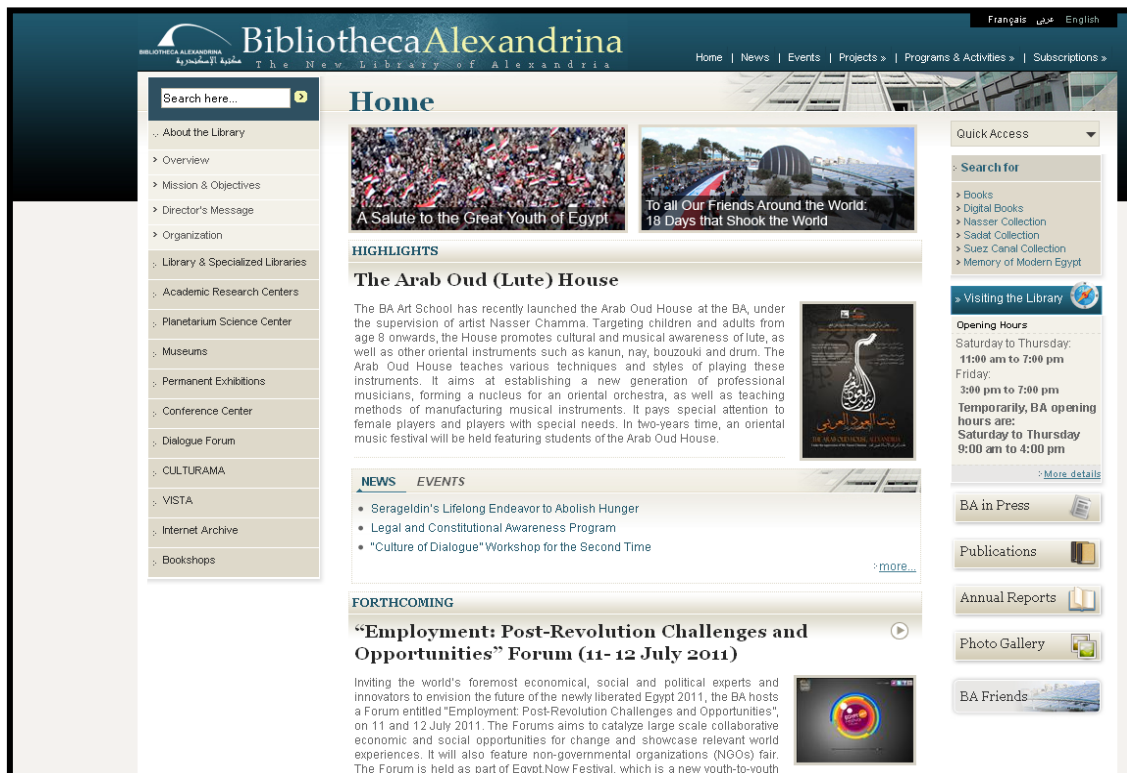 Français عربى English
BIBLIOTHECA ALEXANDRINA
مكتبة الإسكندرية
BibliothecaAlexandrina
The New Library of Alexandria
Home | News | Events | Projects » | Programs & Activities » | Subscriptions »
Search here...
About the Library
Overview
Mission & Objectives
Director's Message
Organization
Library & Specialized Libraries
Academic Research Centers
Planetarium Science Center
Museums
Permanent Exhibitions
Conference Center
Dialogue Forum
CULTURAMA
VISTA
Internet Archive
Bookshops
Home
A Salute to the Great Youth of Egypt
To all Our Friends Around the World:
18 Days that Shook the World
HIGHLIGHTS
The Arab Oud (Lute) House
The BA Art School has recently launched the Arab Oud House at the BA, under
the supervision of artist Nasser Chamma. Targeting children and adults from
age 8 onwards, the House promotes cultural and musical awareness of lute, as
well as other oriental instruments such as kanun, nay, bouzouki and drum. The
Arab Oud House teaches various techniques and styles of playing these
instruments. It aims at establishing a new generation of professional
musicians, forming a nucleus for an oriental orchestra, as well as teaching
methods of manufacturing musical instruments. It pays special attention to
female players and players with special needs. In two-years time, an oriental
music festival will be held featuring students of the Arab Oud House.
بيت العود العربي
THE ARAB OUD HOUSE ALEXANDRIA
NEWS EVENTS
Serageldin's Lifelong Endeavor to Abolish Hunger
Legal and Constitutional Awareness Program
"Culture of Dialogue" Workshop for the Second Time
more...
FORTHCOMING
“Employment: Post-Revolution Challenges and
Opportunities” Forum (11- 12 July 2011)
Inviting the world's foremost economical, social and political experts and
innovators to envision the future of the newly liberated Egypt 2011, the BA hosts
a Forum entitled "Employment: Post-Revolution Challenges and Opportunities",
on 11 and 12 July 2011. The Forums aims to catalyze large scale collaborative
economic and social opportunities for change and showcase relevant world
experiences. It will also feature non-governmental organizations (NGOs) fair.
The Forum is held as part of Egypt.Now Festival, which is a new youth-to-youth
Quick Access
Search for
Books
Digital Books
Nasser Collection
Sadat Collection
Suez Canal Collection
Memory of Modern Egypt
» Visiting the Library
Opening Hours
Saturday to Thursday:
11:00 am to 7:00 pm
Friday:
3:00 pm to 7:00 pm
Temporarily, BA opening
hours are:
Saturday to Thursday
9:00 am to 4:00 pm
More details
BA in Press
Publications
Annual Reports
Photo Gallery
BA Friends